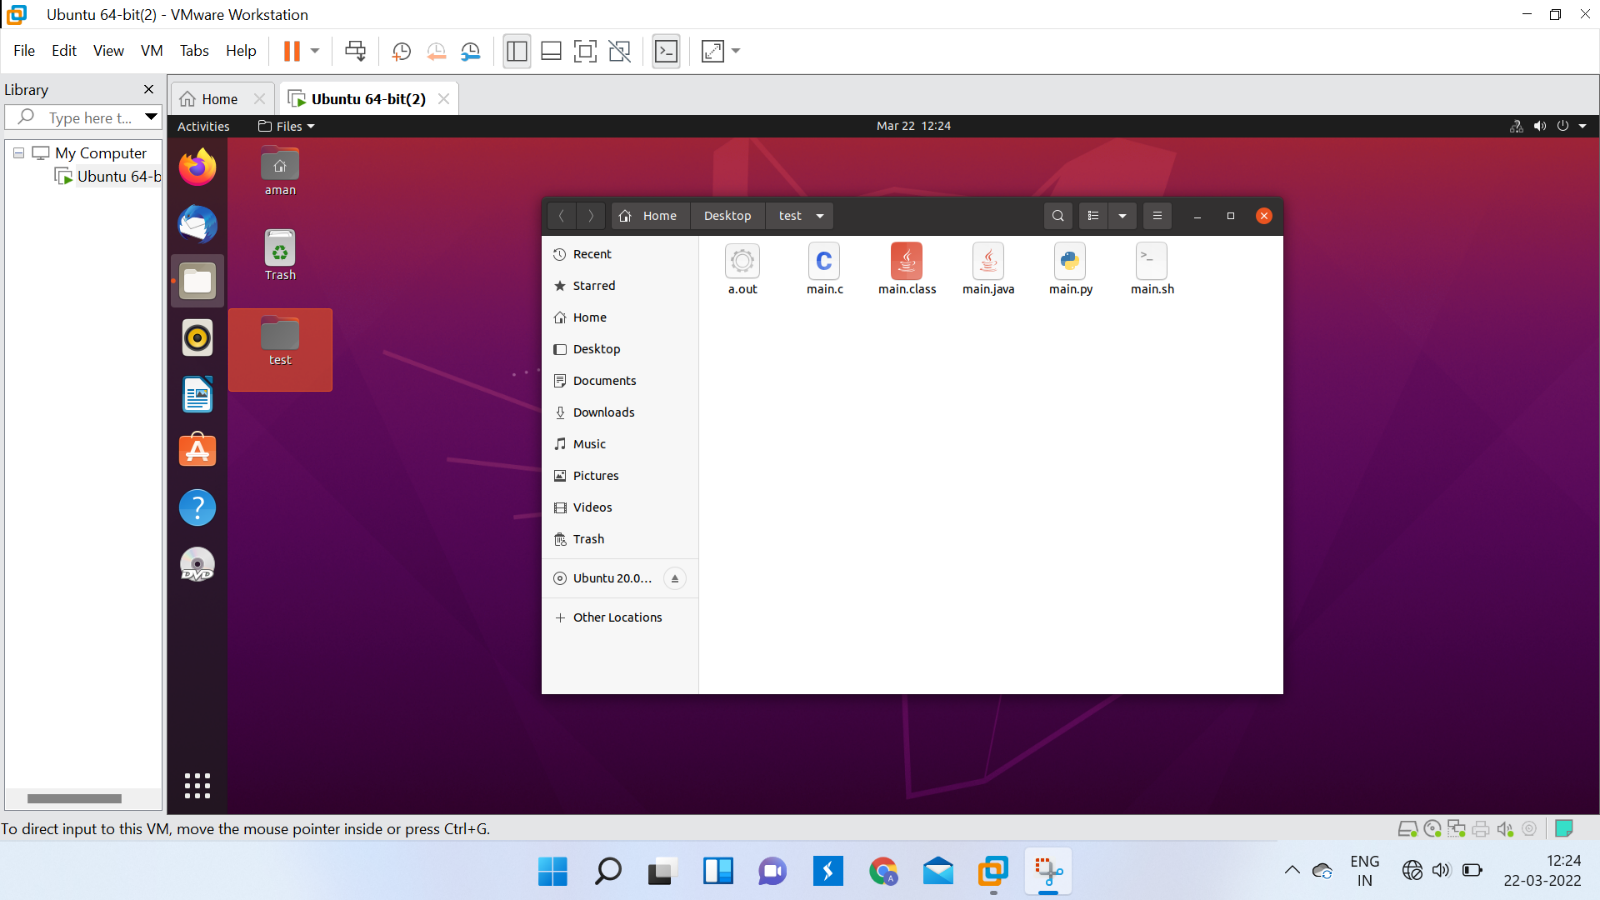 Ubuntu 64-bit(2) - VMware Workstation
File Edit View VM Tabs Help
Library
Type here t...
My Computer
Ubuntu 64-b
Home
Ubuntu 64-bit(2)
Activities Files Mar 22 12:24
aman
Trash
test
DVD
Home Desktop test
Recent
Starred
Home
Desktop
Documents
Downloads
Music
Pictures
Videos
Trash
Ubuntu 20.0...
Other Locations
a.out main.c main.class main.java main.py main.sh
To direct input to this VM, move the mouse pointer inside or press Ctrl+G.
ENG
IN
12:24
22-03-2022